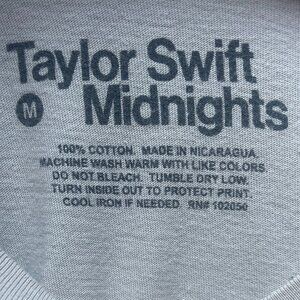 Taylor Swift
M Midnights
100% COTTON. MADE IN NICARAGUA.
MACHINE WASH WARM WITH LIKE COLORS
DO NOT BLEACH. TUMBLE DRY LOW.
TURN INSIDE OUT TO PROTECT PRINT.
COOL IRON IF NEEDED. RN# 102050